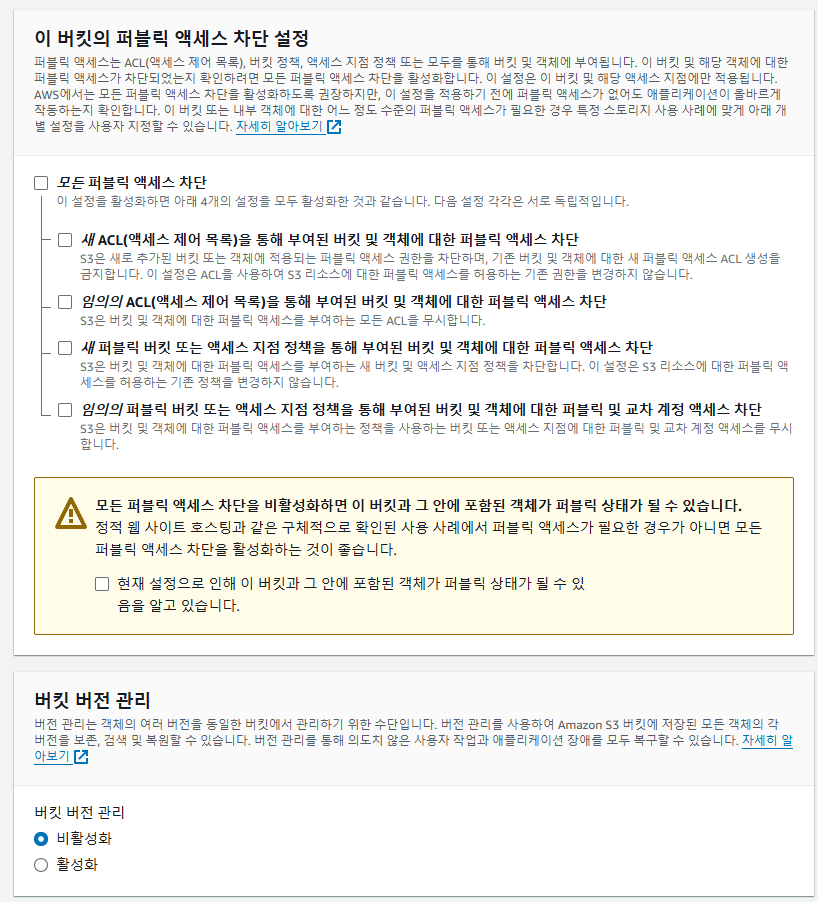 이 버킷의 퍼블릭 액세스 차단 설정
퍼블릭 액세스는 ACL(액세스 제어 목록), 버킷 정책, 액세스 지점 정책 또는 모두를 통해 버킷 및 객체에 부여됩니다. 이 버킷 및 해당 객체에 대한
퍼블릭 액세스가 차단되었는지 확인하려면 모든 퍼블릭 액세스 차단을 활성화합니다. 이 설정은 이 버킷 및 해당 액세스 지점에만 적용됩니다.
AWS에서는 모든 퍼블릭 액세스 차단을 활성화하도록 권장하지만, 이 설정을 적용하기 전에 퍼블릭 액세스가 없어도 애플리케이션이 올바르게
작동하는지 확인합니다. 이 버킷 또는 내부 객체에 대한 어느 정도 수준의 퍼블릭 액세스가 필요한 경우 특정 스토리지 사용 사례에 맞게 아래 개
별 설정을 사용자 지정할 수 있습니다. 자세히 알아보기
모든 퍼블릭 액세스 차단
이 설정을 활성화하면 아래 4개의 설정을 모두 활성화한 것과 같습니다. 다음 설정 각각은 서로 독립적입니다.
새 ACL(액세스 제어 목록)을 통해 부여된 버킷 및 객체에 대한 퍼블릭 액세스 차단
S3은 새로 추가된 버킷 또는 객체에 적용되는 퍼블릭 액세스 권한을 차단하며, 기존 버킷 및 객체에 대한 새 퍼블릭 액세스 ACL 생성을
금지합니다. 이 설정은 ACL을 사용하여 S3 리소스에 대한 퍼블릭 액세스를 허용하는 기존 권한을 변경하지 않습니다.
임의의 ACL(액세스 제어 목록)을 통해 부여된 버킷 및 객체에 대한 퍼블릭 액세스 차단
S3은 버킷 및 객체에 대한 퍼블릭 액세스를 부여하는 모든 ACL을 무시합니다.
새 퍼블릭 버킷 또는 액세스 지점 정책을 통해 부여된 버킷 및 객체에 대한 퍼블릭 액세스 차단
S3은 버킷 및 객체에 대한 퍼블릭 액세스를 부여하는 새 버킷 및 액세스 지점 정책을 차단합니다. 이 설정은 S3 리소스에 대한 퍼블릭 액
세스를 허용하는 기존 정책을 변경하지 않습니다.
임의의 퍼블릭 버킷 또는 액세스 지점 정책을 통해 부여된 버킷 및 객체에 대한 퍼블릭 및 교차 계정 액세스 차단
S3은 버킷 및 객체에 대한 퍼블릭 액세스를 부여하는 정책을 사용하는 버킷 또는 액세스 지점에 대한 퍼블릭 및 교차 계정 액세스를 무시
합니다.
모든 퍼블릭 액세스 차단을 비활성화하면 이 버킷과 그 안에 포함된 객체가 퍼블릭 상태가 될 수 있습니다.
정적 웹 사이트 호스팅과 같은 구체적으로 확인된 사용 사례에서 퍼블릭 액세스가 필요한 경우가 아니면 모든
퍼블릭 액세스 차단을 활성화하는 것이 좋습니다.
현재 설정으로 인해 이 버킷과 그 안에 포함된 객체가 퍼블릭 상태가 될 수 있
음을 알고 있습니다.
버킷 버전 관리
버전 관리는 객체의 여러 버전을 동일한 버킷에서 관리하기 위한 수단입니다. 버전 관리를 사용하여 Amazon S3 버킷에 저장된 모든 객체의 각
버전을 보존, 검색 및 복원할 수 있습니다. 버전 관리를 통해 의도치 않은 사용자 작업과 애플리케이션 장애를 모두 복구할 수 있습니다. 자세히 알
아보기
버킷 버전 관리
비활성화
활성화